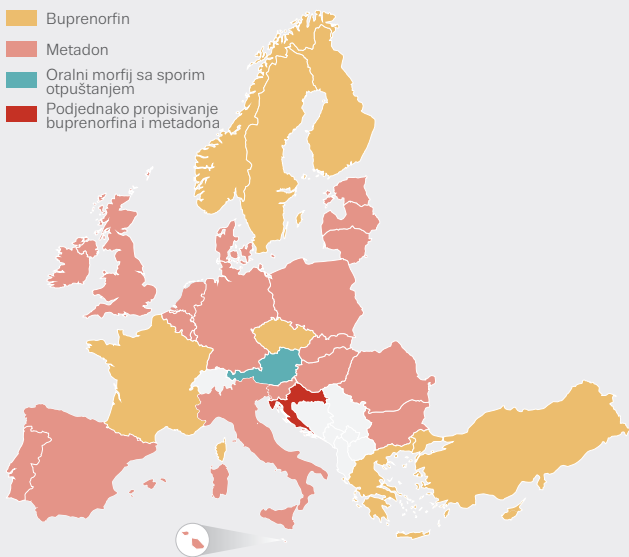 Buprenorfin
Metadon
Oralni morfij sa sporim
otpuštanjem
Podjednako propisivanje
buprenorfina i metadona